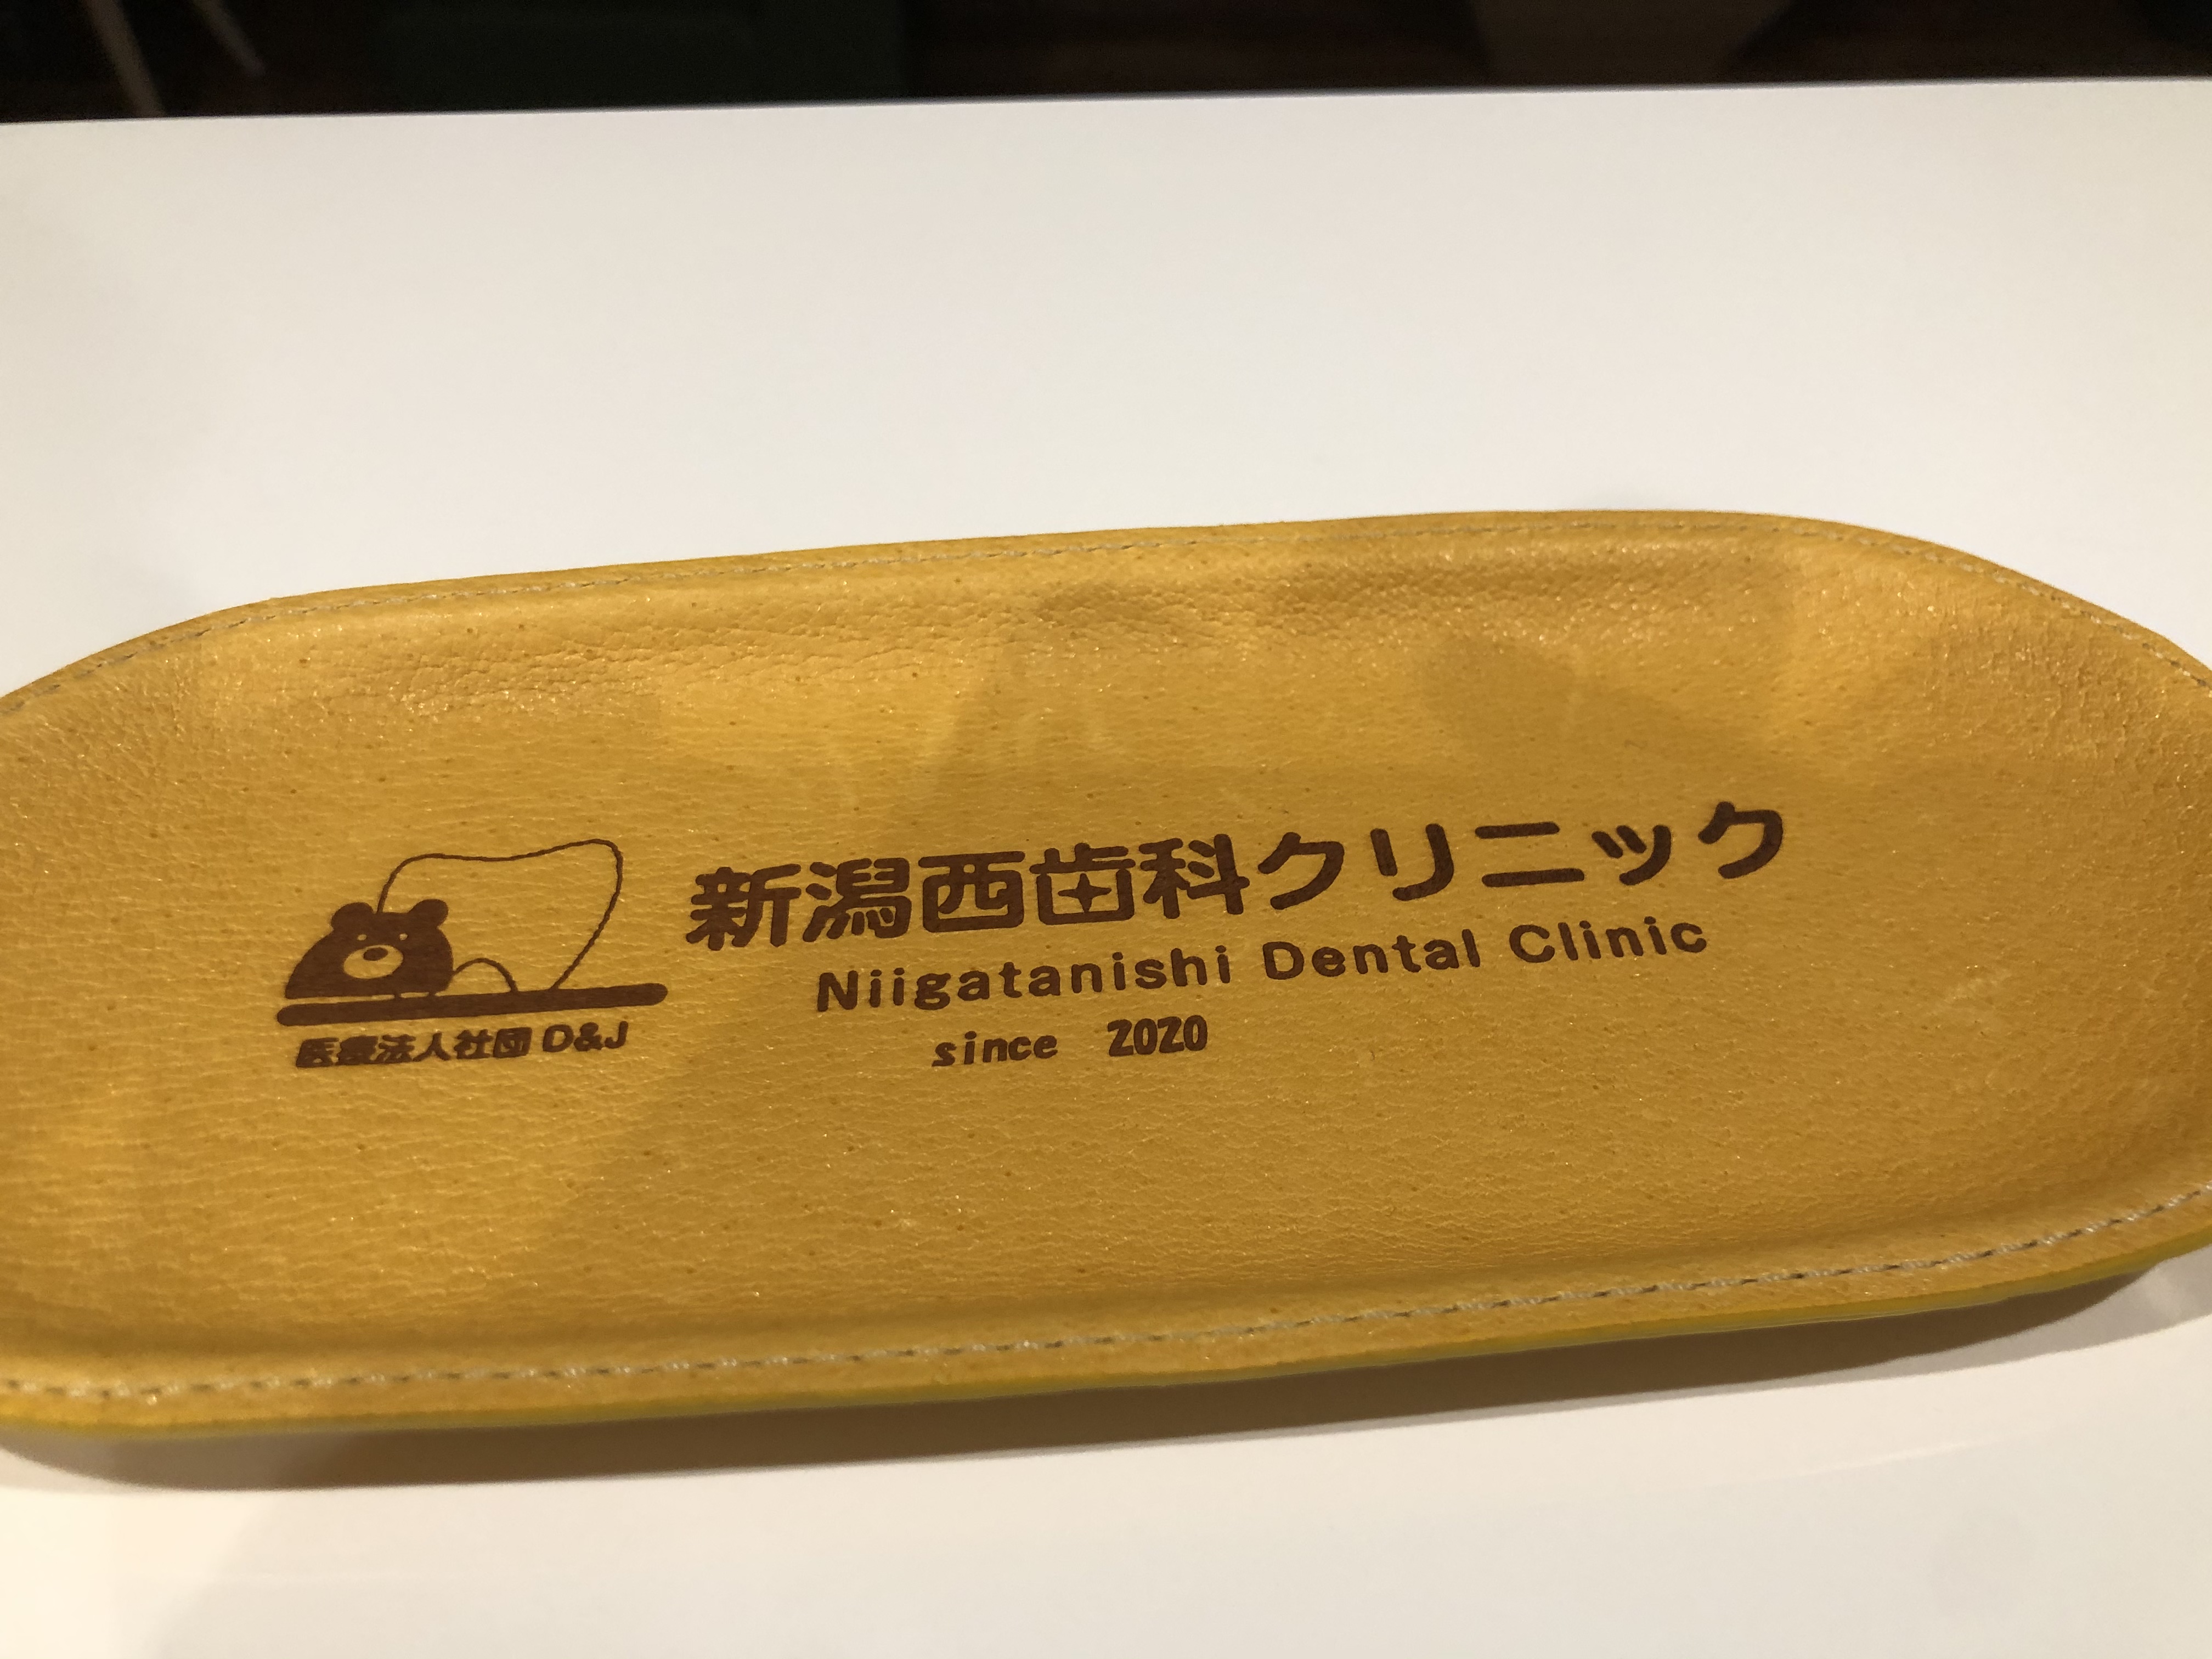 新潟西歯科クリニック
Niigatanishi Dental Clinic
since 2020
医療法人社団 D&J